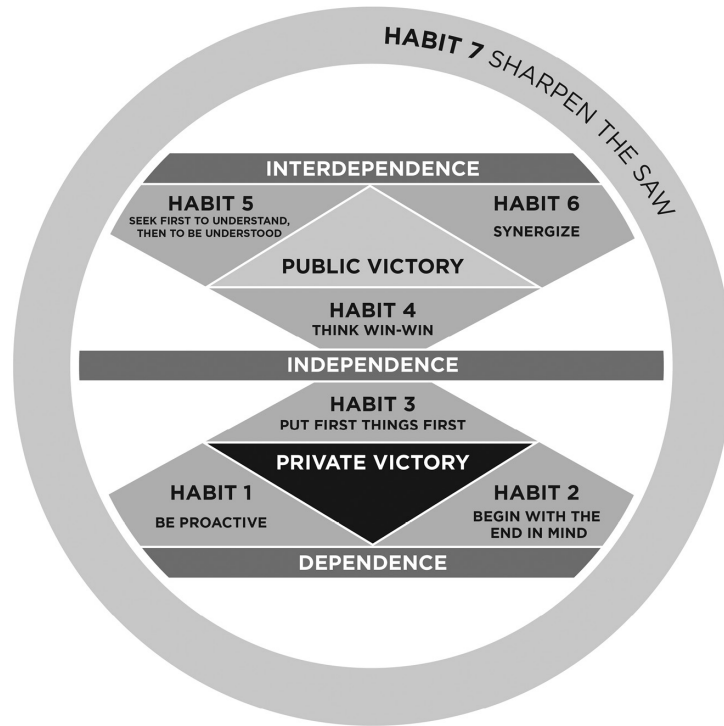 HABIT 7 SHARPEN THE SAW
INTERDEPENDENCE
HABIT 5
SEEK FIRST TO UNDERSTAND,
THEN TO BE UNDERSTOOD
HABIT 6
SYNERGIZE
PUBLIC VICTORY
HABIT 4
THINK WIN-WIN
INDEPENDENCE
HABIT 3
PUT FIRST THINGS FIRST
PRIVATE VICTORY
HABIT 1
BE PROACTIVE
HABIT 2
BEGIN WITH THE
END IN MIND
DEPENDENCE